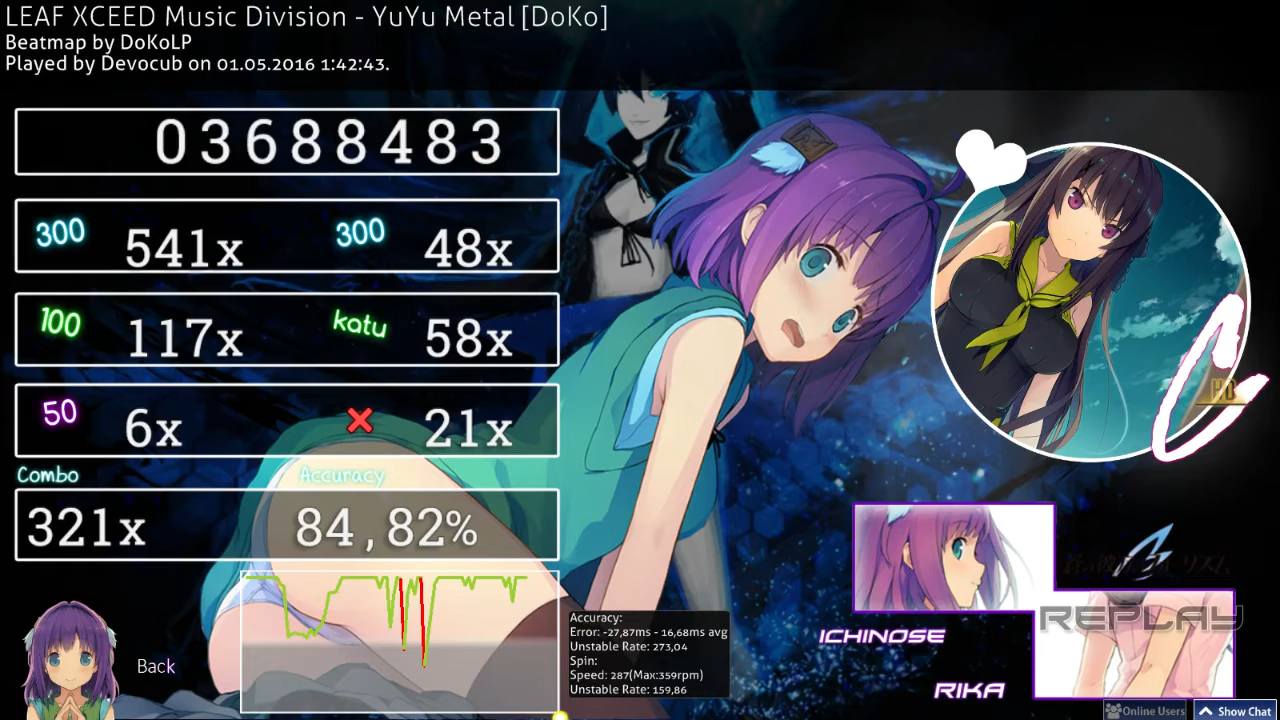 LEAF XCEED Music Division - YuYu Metal [DoKo]
Beatmap by DoKoLP
Played by Devocub on 01.05.2016 1:42:43.
03688483
300 541x 300 48x
100 117x katu 58x
50 6x 21x
Combo Accuracy
321x 84,82%
HD
Accuracy:
Error: -27,87ms - 16,68ms avg
Unstable Rate: 273,04
Spin:
Speed: 287(Max:359rpm)
Unstable Rate: 159,86
Back
REPLAY
ICHINOSE
RIKA
Online Users
Show Chat